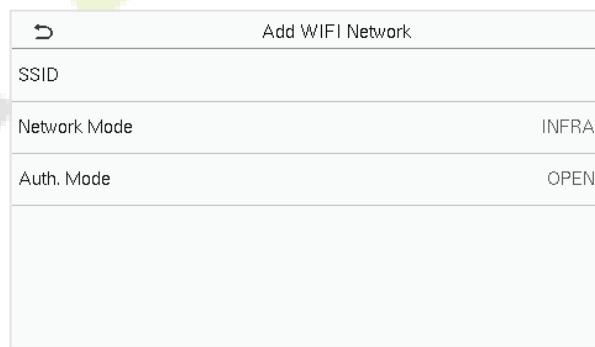 Add WIFI Network
SSID
Network Mode INFRA
Auth. Mode OPEN